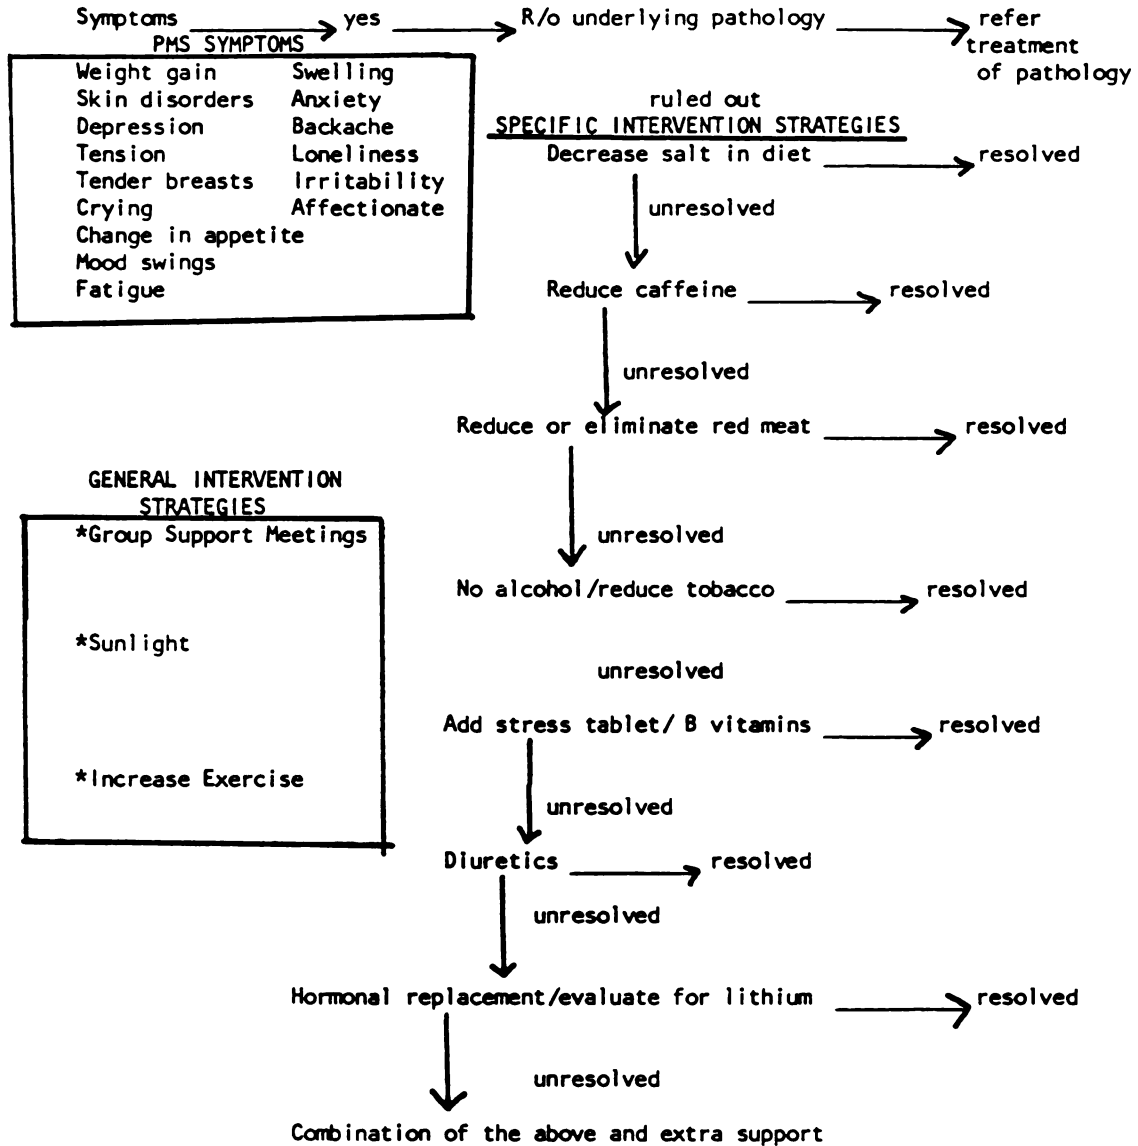 Symptoms yes R/o underlying pathology refer
treatment
of pathology
PMS SYMPTOMS
Weight gain Swelling
Skin disorders Anxiety
Depression Backache
Tension Loneliness
Tender breasts Irritability
Crying Affectionate
Change in appetite
Mood swings
Fatigue
ruled out
SPECIFIC INTERVENTION STRATEGIES
Decrease salt in diet resolved
unresolved
Reduce caffeine resolved
unresolved
Reduce or eliminate red meat resolved
unresolved
No alcohol/reduce tobacco resolved
unresolved
Add stress tablet/ B vitamins resolved
unresolved
Diuretics resolved
unresolved
Hormonal replacement/evaluate for lithium resolved
unresolved
Combination of the above and extra support
GENERAL INTERVENTION
STRATEGIES
*Group Support Meetings
*Sunlight
*Increase Exercise